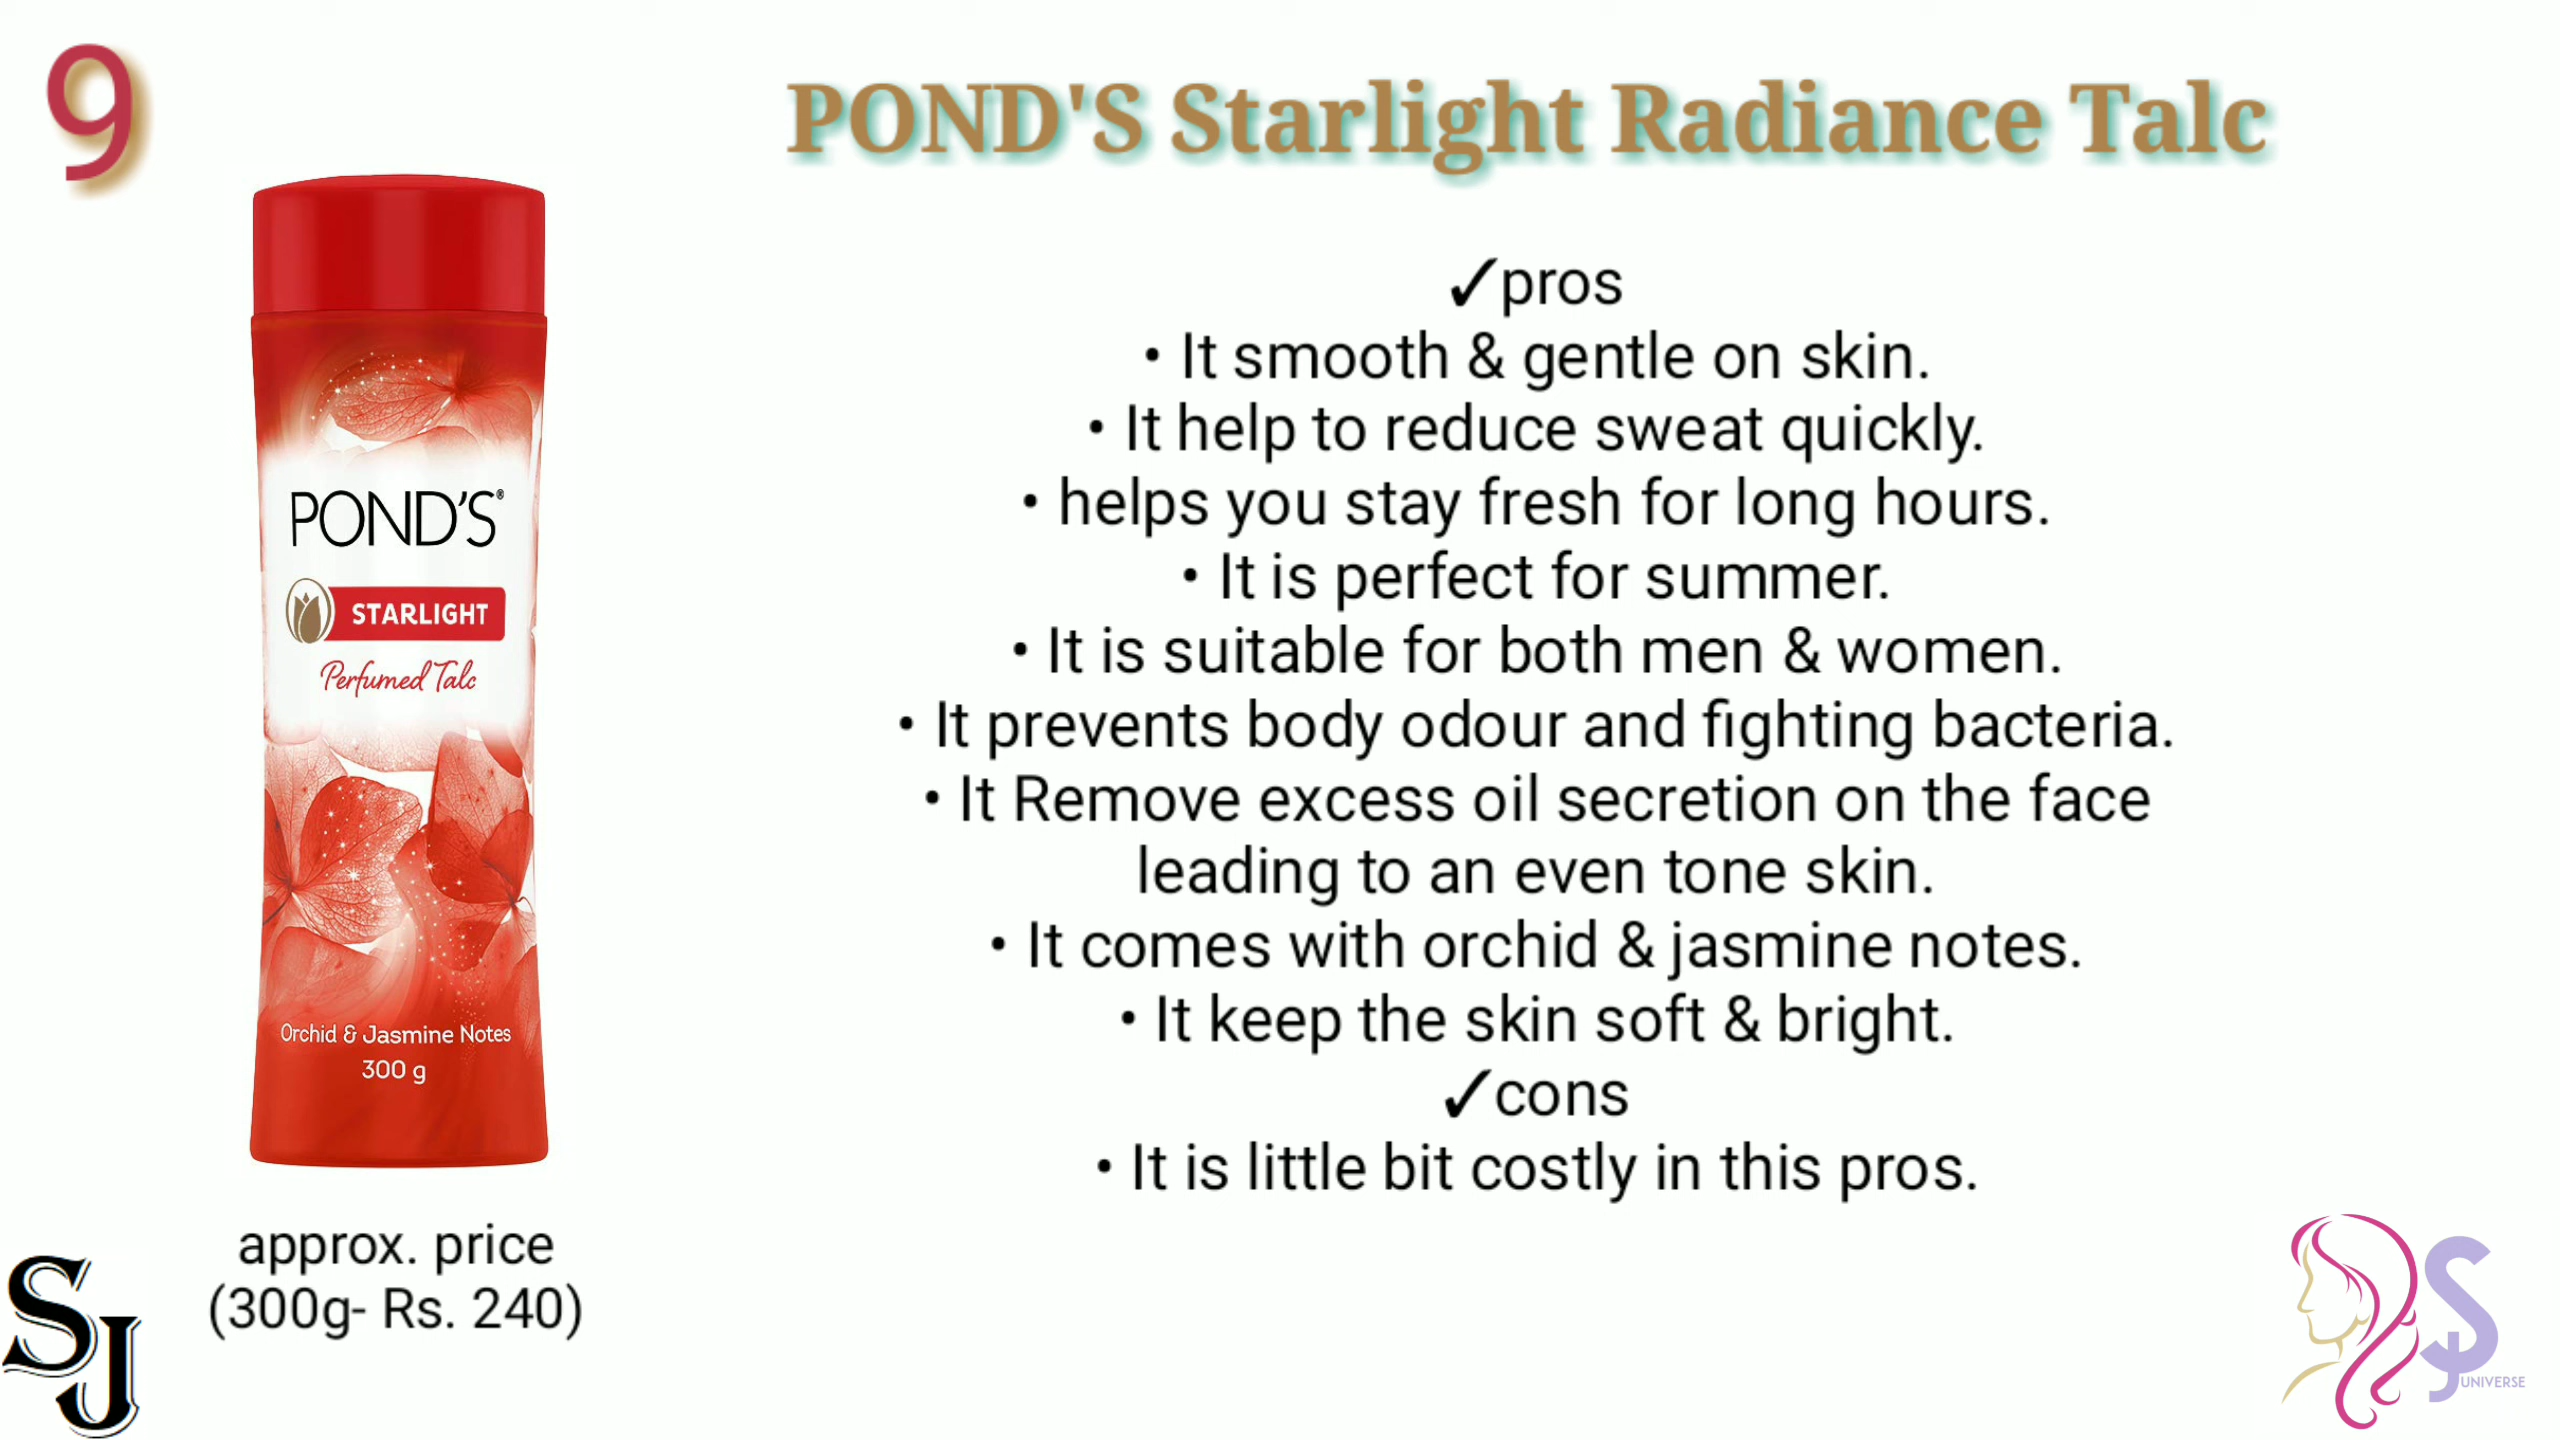 9
POND'S Starlight Radiance Talc
POND'S®
STARLIGHT
Perfumed Talc
Orchid & Jasmine Notes
300 g
approx. price
(300g- Rs. 240)
✓pros
• It smooth & gentle on skin.
• It help to reduce sweat quickly.
• helps you stay fresh for long hours.
• It is perfect for summer.
• It is suitable for both men & women.
• It prevents body odour and fighting bacteria.
• It Remove excess oil secretion on the face
leading to an even tone skin.
• It comes with orchid & jasmine notes.
• It keep the skin soft & bright.
✓cons
• It is little bit costly in this pros.
SJ
SJ
UNIVERSE